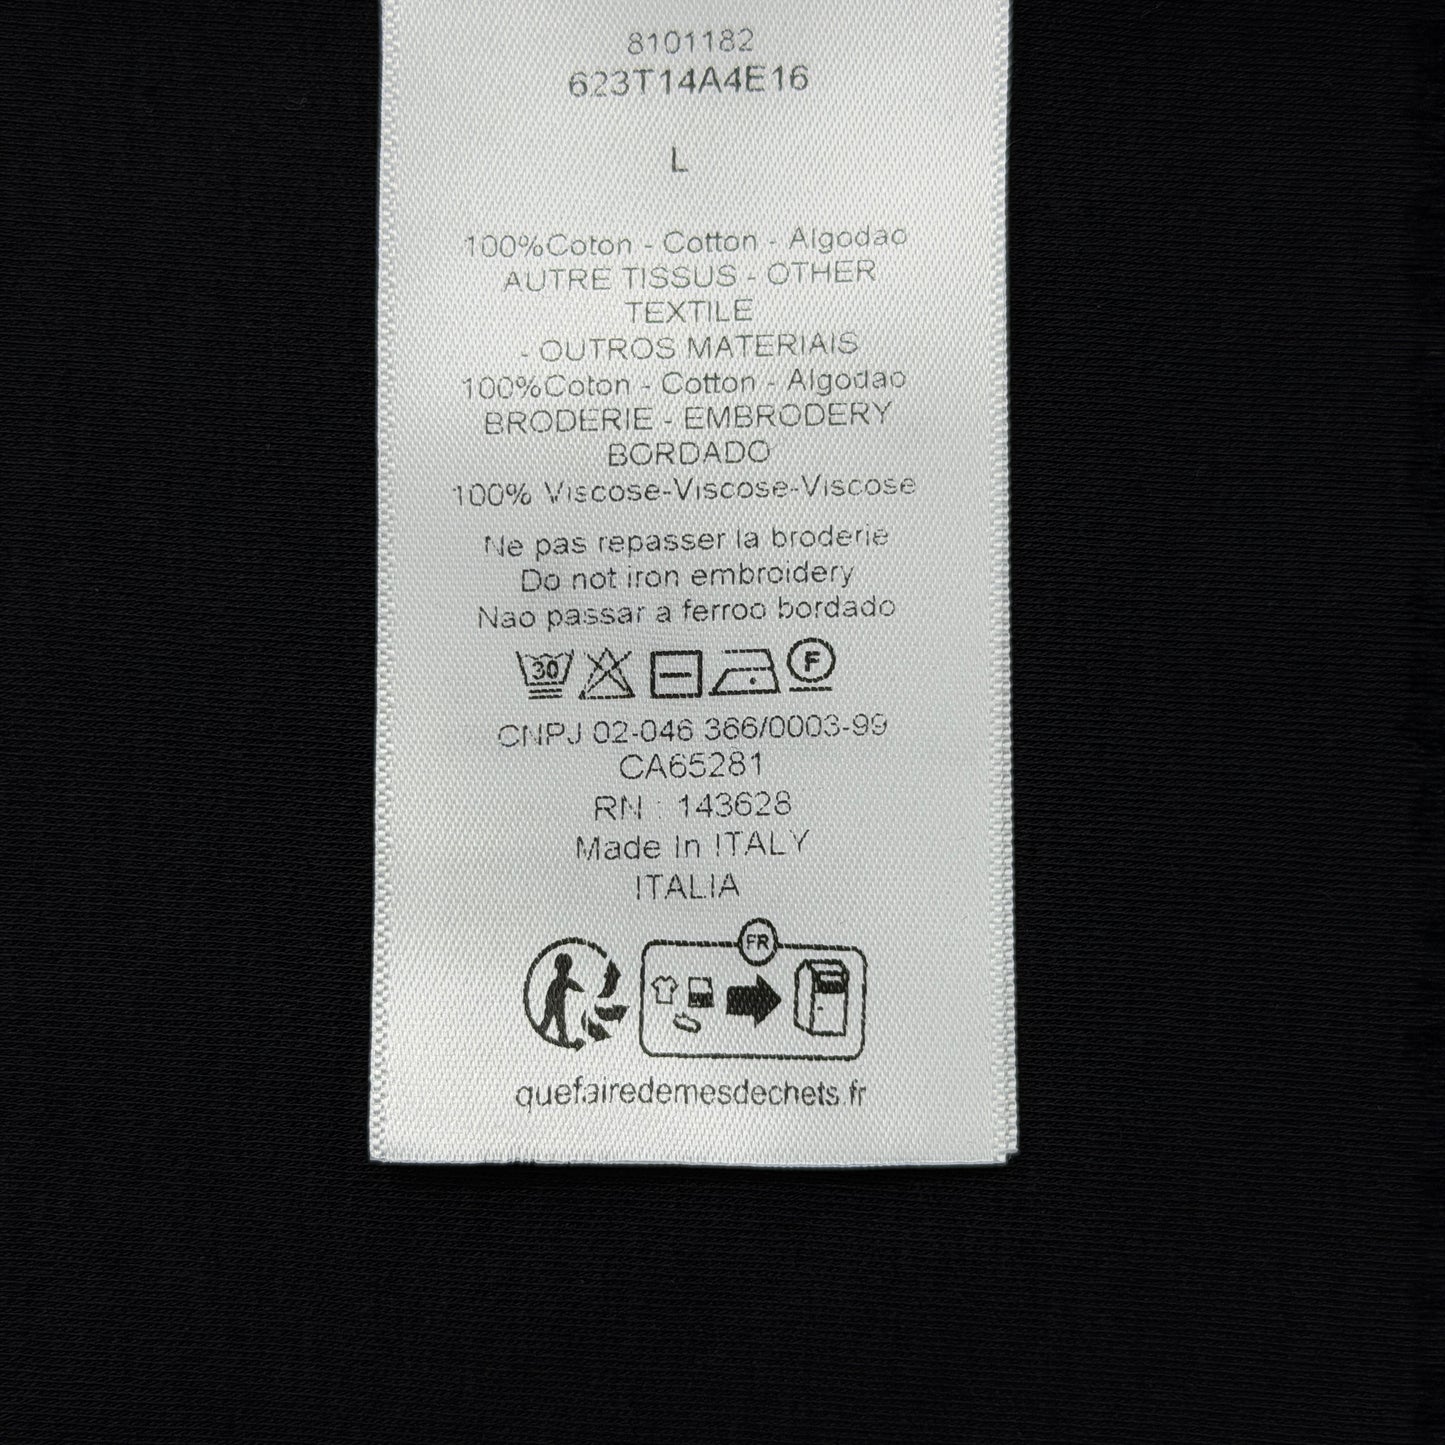 8101182
623T14A4E16
L
100%Coton - Cotton - Algodao
AUTRE TISSUS - OTHER
TEXTILE
- OUTROS MATERIAIS
100%Coton - Cotton - Algodao
BRODERIE - EMBRODERY
BORDADO
100% Viscose-Viscose-Viscose
Ne pas repasser la broderie
Do not iron embroidery
Nao passar a ferroo bordado
30 F
CNPJ 02-046 366/0003-99
CA65281
RN : 143628
Made In ITALY
ITALIA
FR
quefairedemesdechets.fr